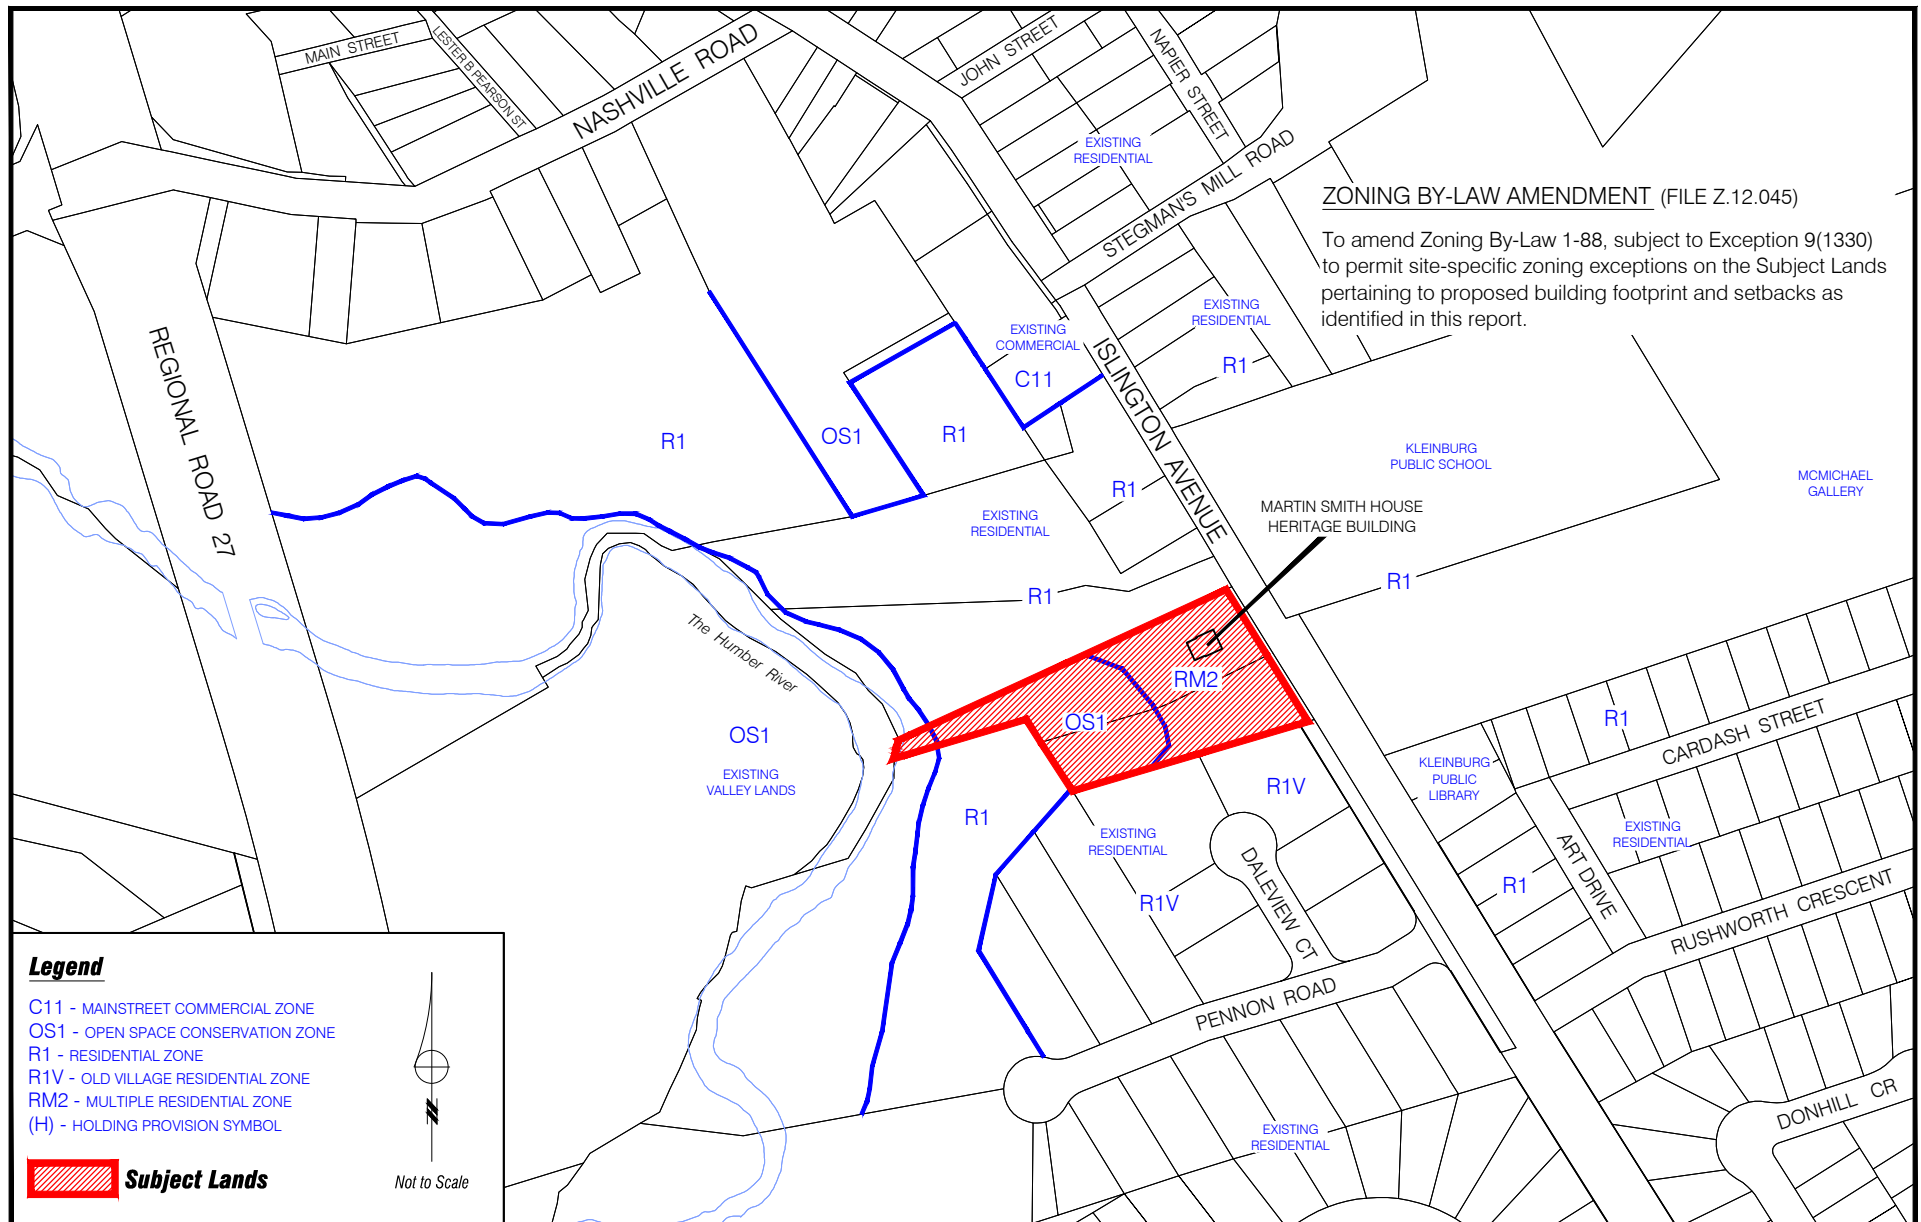 MAIN STREET
LESTER B PEARSON ST
NASHVILLE ROAD
JOHN STREET
NAPIER STREET
EXISTING
RESIDENTIAL
STEGMAN'S MILL ROAD
ZONING BY-LAW AMENDMENT (FILE Z.12.045)
To amend Zoning By-Law 1-88, subject to Exception 9(1330)
to permit site-specific zoning exceptions on the Subject Lands
pertaining to proposed building footprint and setbacks as
identified in this report.
REGIONAL ROAD 27
EXISTING
COMMERCIAL
C11
EXISTING
RESIDENTIAL
R1
ISLINGTON AVENUE
R1
OS1
R1
KLEINBURG
PUBLIC SCHOOL
MCMICHAEL
GALLERY
R1
EXISTING
RESIDENTIAL
MARTIN SMITH HOUSE
HERITAGE BUILDING
R1
R1
The Humber River
RM2
OS1
OS1
EXISTING
VALLEY LANDS
R1
CARDASH STREET
KLEINBURG
PUBLIC
LIBRARY
R1V
R1
EXISTING
RESIDENTIAL
EXISTING
RESIDENTIAL
DALEVIEW CT
ART DRIVE
R1
R1V
RUSHWORTH CRESCENT
PENNON ROAD
DONHILL CR
EXISTING
RESIDENTIAL
Legend
C11 - MAINSTREET COMMERCIAL ZONE
OS1 - OPEN SPACE CONSERVATION ZONE
R1 - RESIDENTIAL ZONE
R1V - OLD VILLAGE RESIDENTIAL ZONE
RM2 - MULTIPLE RESIDENTIAL ZONE
(H) - HOLDING PROVISION SYMBOL
Subject Lands
N
Not to Scale